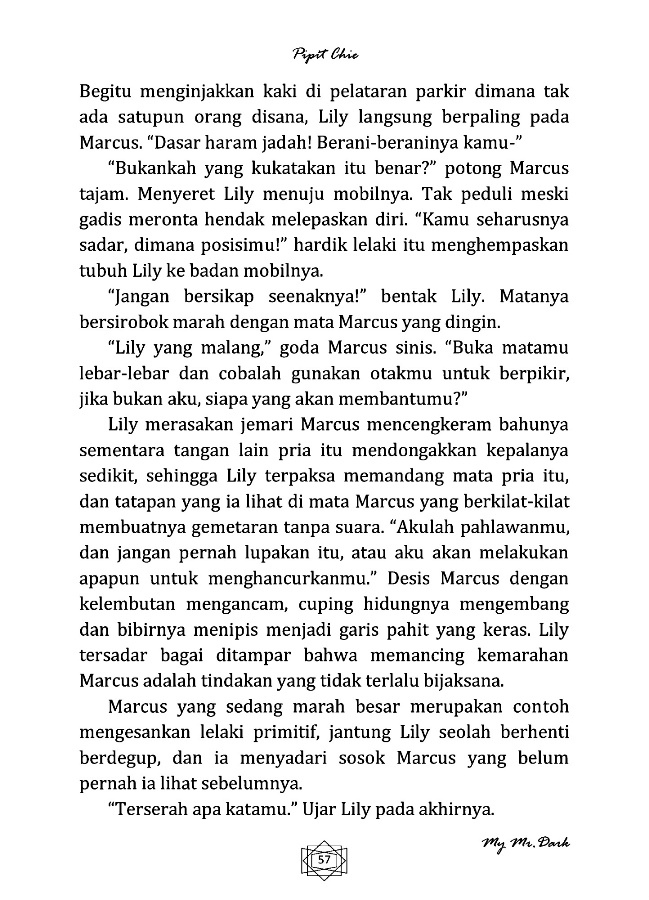 Pipit Chie
Begitu menginjakkan kaki di pelataran parkir dimana tak
ada satupun orang disana, Lily langsung berpaling pada
Marcus. “Dasar haram jadah! Berani-beraninya kamu-”
“Bukankah yang kukatakan itu benar?” potong Marcus
tajam. Menyeret Lily menuju mobilnya. Tak peduli meski
gadis meronta hendak melepaskan diri. “Kamu seharusnya
sadar, dimana posisimu!” hardik lelaki itu menghempaskan
tubuh Lily ke badan mobilnya.
“Jangan bersikap seenaknya!” bentak Lily. Matanya
bersirobok marah dengan mata Marcus yang dingin.
“Lily yang malang,” goda Marcus sinis. “Buka matamu
lebar-lebar dan cobalah gunakan otakmu untuk berpikir,
jika bukan aku, siapa yang akan membantumu?”
Lily merasakan jemari Marcus mencengkeram bahunya
sementara tangan lain pria itu mendongakkan kepalanya
sedikit, sehingga Lily terpaksa memandang mata pria itu,
dan tatapan yang ia lihat di mata Marcus yang berkilat-kilat
membuatnya gemetaran tanpa suara. “Akulah pahlawanmu,
dan jangan pernah lupakan itu, atau aku akan melakukan
apapun untuk menghancurkanmu.” Desis Marcus dengan
kelembutan mengancam, cuping hidungnya mengembang
dan bibirnya menipis menjadi garis pahit yang keras. Lily
tersadar bagai ditampar bahwa memancing kemarahan
Marcus adalah tindakan yang tidak terlalu bijaksana.
Marcus yang sedang marah besar merupakan contoh
mengesankan lelaki primitif, jantung Lily seolah berhenti
berdegup, dan ia menyadari sosok Marcus yang belum
pernah ia lihat sebelumnya.
“Terserah apa katamu.” Ujar Lily pada akhirnya.
My Mr. Dark
57